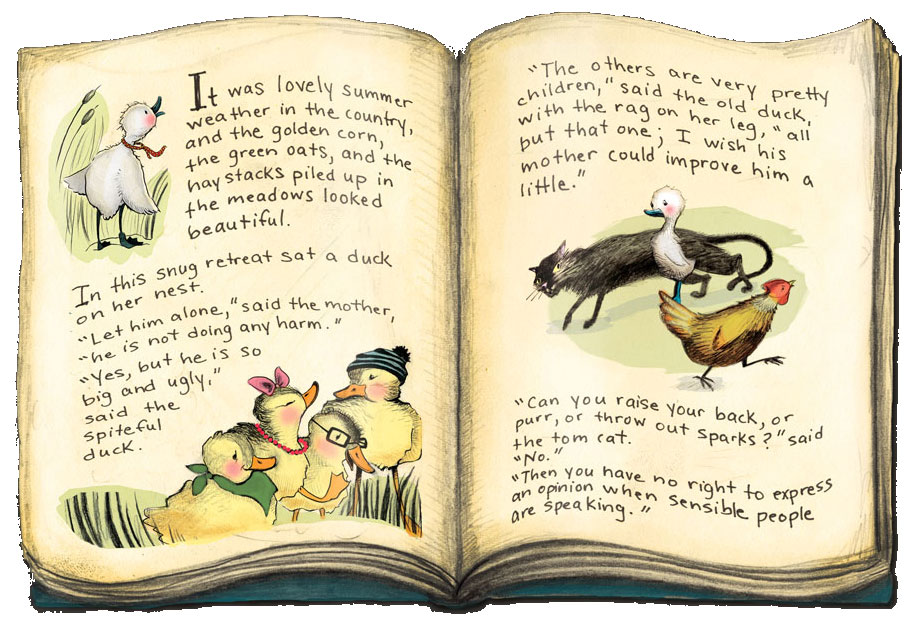 It was lovely summer
weather in the country,
and the golden corn,
the green oats, and the
haystacks piled up in
the meadows looked
beautiful.
In this snug retreat sat a duck
on her nest.
"Let him alone," said the mother,
"he is not doing any harm."
"Yes, but he is so
big and ugly,"
said the
spiteful
duck.
"The others are very pretty
children," said the old duck,
with the rag on her leg, "all
but that one; I wish his
mother could improve him a
little."
"Can you raise your back, or
purr, or throw out sparks?" said
the tom cat.
"No."
"Then you have no right to express
an opinion when sensible people
are speaking."